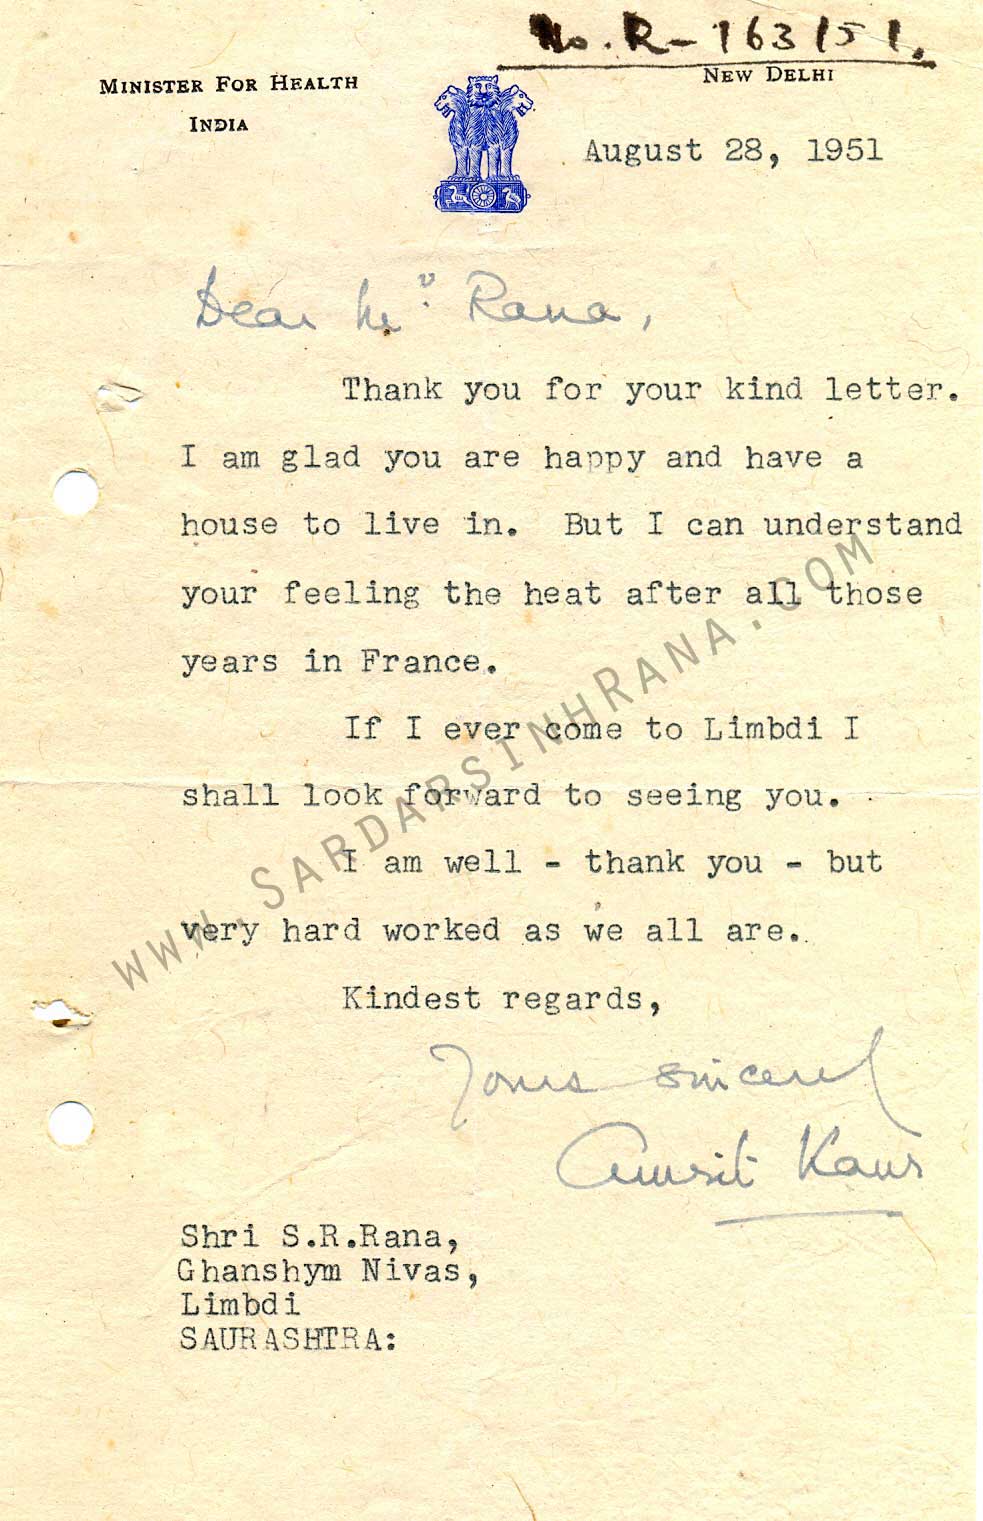 No. R-163/51.
MINISTER FOR HEALTH
INDIA
NEW DELHI
August 28, 1951
Dear Mr. Rana,
Thank you for your kind letter.
I am glad you are happy and have a
house to live in. But I can understand
your feeling the heat after all those
years in France.
If I ever come to Limbdi I
shall look forward to seeing you.
I am well - thank you - but
very hard worked as we all are.
Kindest regards,
Yours sincerely
Amrit Kaur
Shri S.R.Rana,
Ghanshym Nivas,
Limbdi
SAURASHTRA:
WWW.SARDARSINHRANA.COM